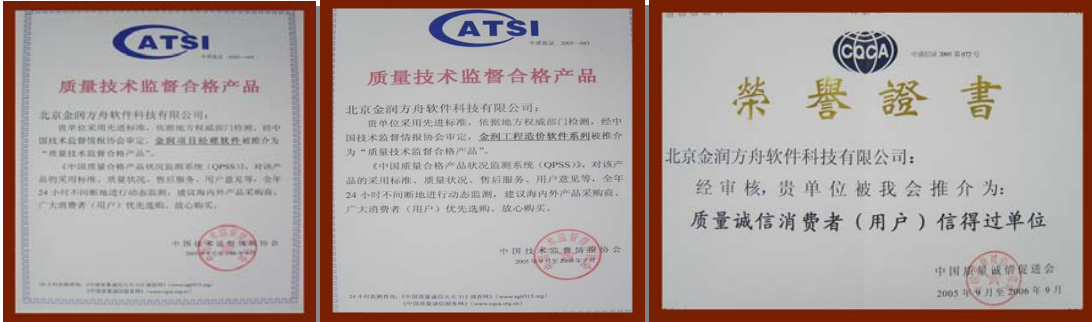 ATSI
质量技术监督合格产品
北京金润方舟软件科技有限公司：
贵单位采用先进标准，依据地方权威部门检测，经中
国技术监督情报协会审定，金润项目经理软件被推介为
“质量技术监督合格产品”。
《中国质量合格产品状况监测系统（QPSS）》，对该产
品的采用标准、质量状况、售后服务、用户意见等，全年
24小时不间断地进行动态监测，建议海内外产品采购商、
广大消费者（用户）优先选购、放心购买。
中国技术监督情报协会
ATSI
质量技术监督合格产品
北京金润方舟软件科技有限公司：
贵单位采用先进标准，依据地方权威部门检测，经中
国技术监督情报协会审定，金润工程造价软件系列被推介
为“质量技术监督合格产品”。
《中国质量合格产品状况监测系统（QPSS）》，对该产
品的采用标准、质量状况、售后服务、用户意见等，全年
24小时不间断地进行动态监测，建议海内外产品采购商、
广大消费者（用户）优先选购、放心购买。
中国技术监督情报协会
2005年9月至2006年9月
CQCA
榮譽證書
北京金润方舟软件科技有限公司：
经审核，贵单位被我会推介为：
质量诚信消费者（用户）信得过单位
中国质量诚信促进会
2005年9月至2006年9月